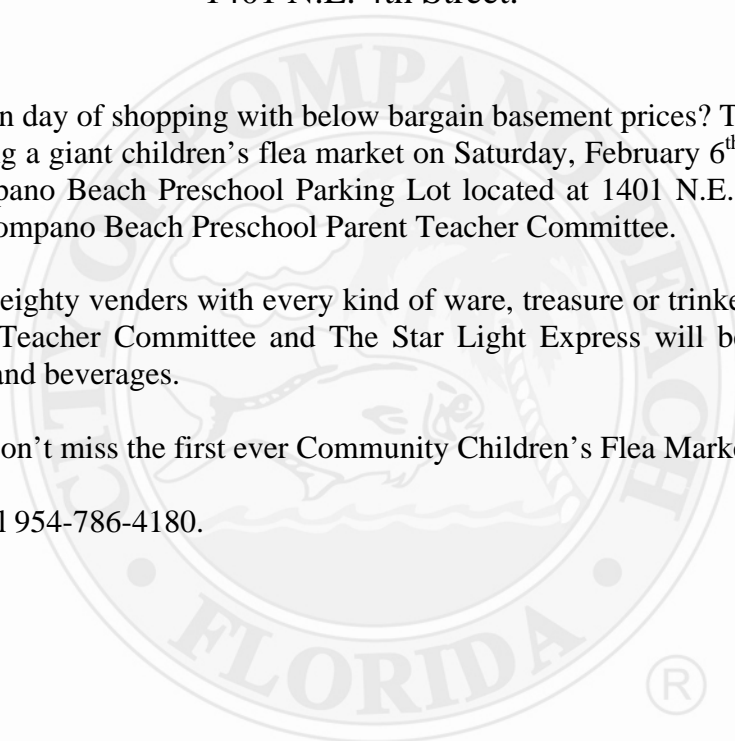 1401 N.E. 4th Street.
n day of shopping with below bargain basement prices? T
g a giant children’s flea market on Saturday, February 6th
pano Beach Preschool Parking Lot located at 1401 N.E.
ompano Beach Preschool Parent Teacher Committee.
eighty venders with every kind of ware, treasure or trinke
Teacher Committee and The Star Light Express will be
and beverages.
on’t miss the first ever Community Children’s Flea Marke
l 954-786-4180.
CITY OF POMPANO BEACH
• FLORIDA •
®